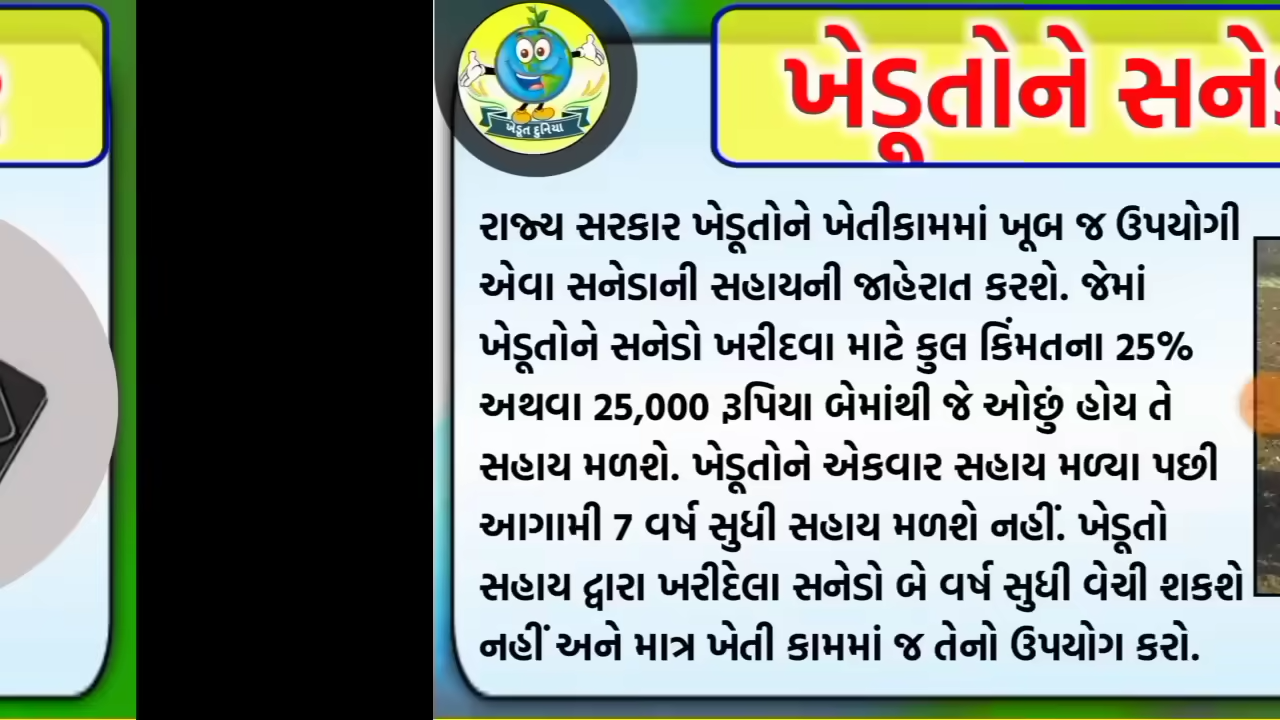 ખેડૂત દુનિયા
ખેડૂતોને
રાજ્ય સરકાર ખેડૂતોને ખેતીકામમાં ખૂબ જ ઉપયોગી
એવા સનેડાની સહાયની જાહેરાત કરશે. જેમાં
ખેડૂતોને સનેડો ખરીદવા માટે કુલ કિંમતના 25%
અથવા 25,000 રૂપિયા બેમાંથી જે ઓછું હોય તે
સહાય મળશે. ખેડૂતોને એકવાર સહાય મળ્યા પછી
આગામી 7 વર્ષ સુધી સહાય મળશે નહીં. ખેડૂતો
સહાય દ્વારા ખરીદેલા સનેડો બે વર્ષ સુધી વેચી શકશે
નહીં અને માત્ર ખેતી કામમાં જ તેનો ઉપયોગ કરો.